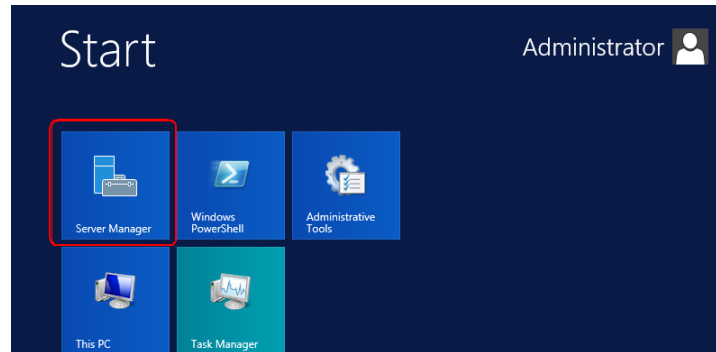 Start
Administrator
Server Manager
Windows
PowerShell
Administrative
Tools
This PC
Task Manager